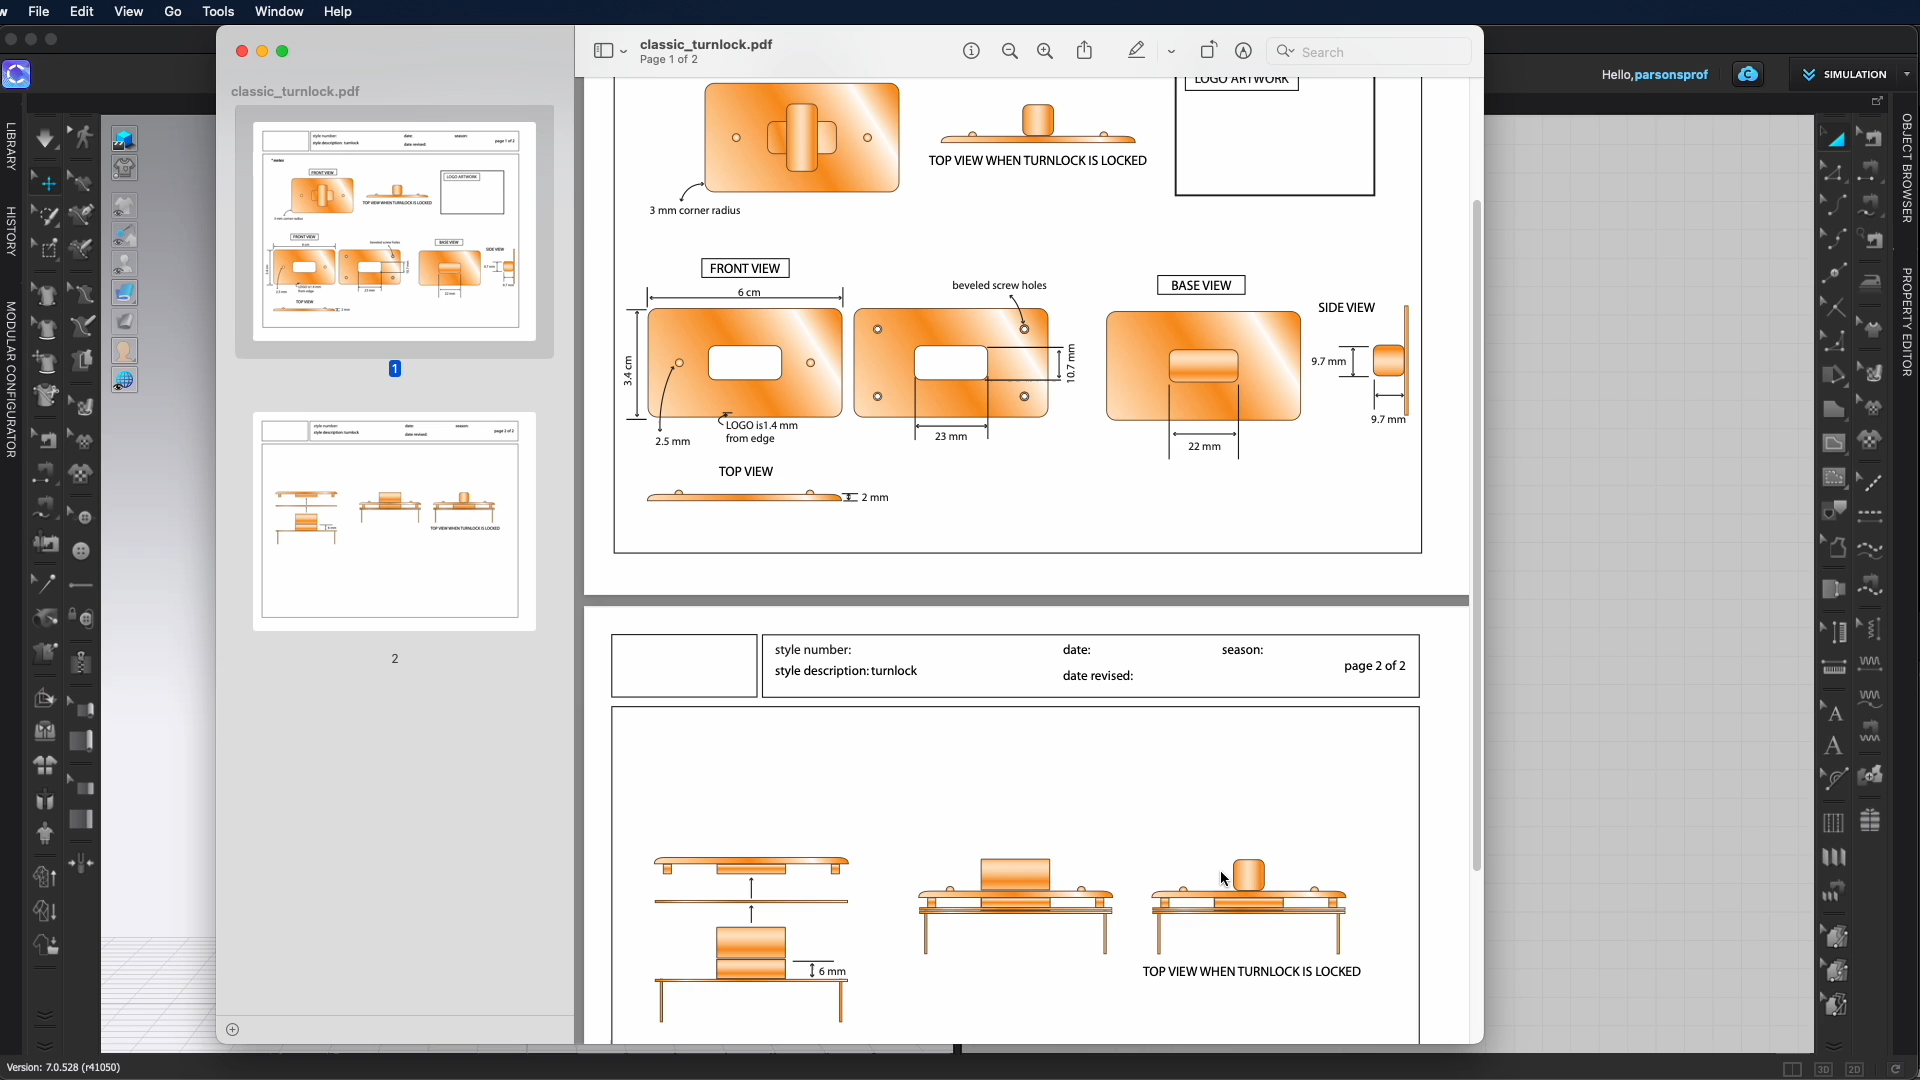 File Edit View Go Tools Window Help
classic_turnlock.pdf
Page 1 of 2
Search
classic_turnlock.pdf
1
2
Hello, parsonsprof
SIMULATION
LIBRARY
HISTORY
MODULAR CONFIGURATOR
OBJECT BROWSER
PROPERTY EDITOR
LOGO ARTWORK
TOP VIEW WHEN TURNLOCK IS LOCKED
3 mm corner radius
FRONT VIEW
6 cm
beveled screw holes
BASE VIEW
SIDE VIEW
3.4 cm
10.7 mm
9.7 mm
9.7 mm
LOGO is1.4 mm
from edge
2.5 mm
23 mm
22 mm
TOP VIEW
2 mm
style number:
style description: turnlock
date:
date revised:
season:
page 2 of 2
6 mm
TOP VIEW WHEN TURNLOCK IS LOCKED
Version: 7.0.528 (r41050)
3D 2D